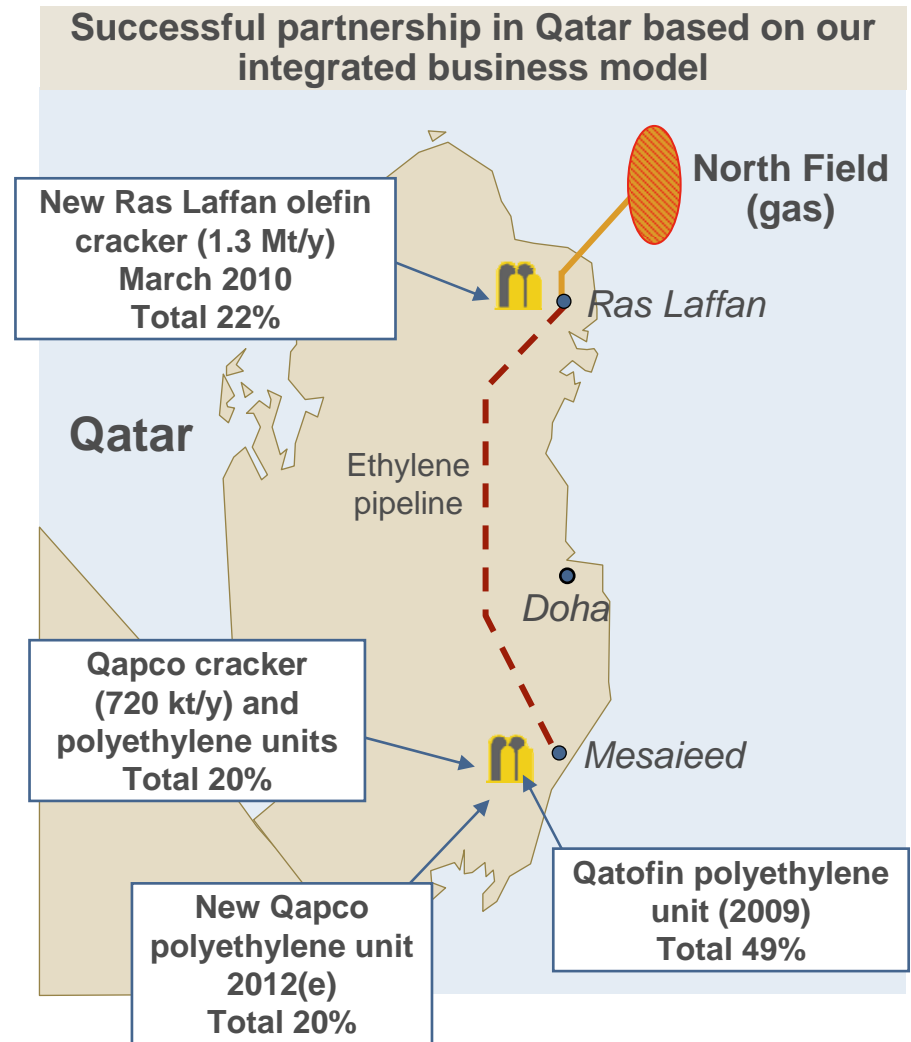 Successful partnership in Qatar based on our
integrated business model
North Field
(gas)
New Ras Laffan olefin
cracker (1.3 Mt/y)
March 2010
Total 22%
Ras Laffan
Qatar
Ethylene
pipeline
Doha
Qapco cracker
(720 kt/y) and
polyethylene units
Total 20%
Mesaieed
Qatofin polyethylene
unit (2009)
Total 49%
New Qapco
polyethylene unit
2012(e)
Total 20%